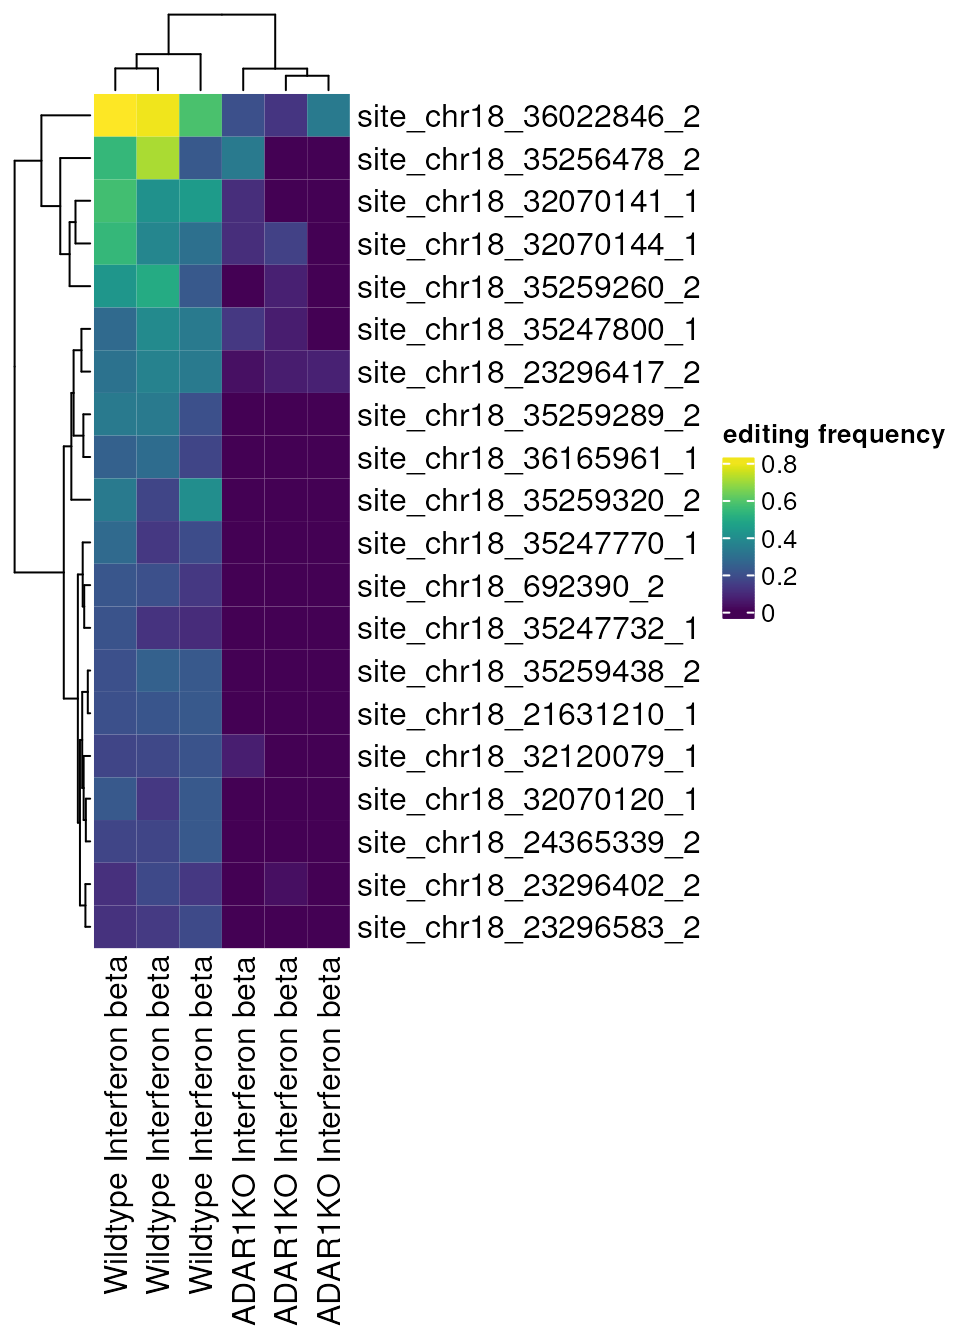 site_chr18_36022846_2
site_chr18_35256478_2
site_chr18_32070141_1
site_chr18_32070144_1
site_chr18_35259260_2
site_chr18_35247800_1
site_chr18_23296417_2
site_chr18_35259289_2
site_chr18_36165961_1
site_chr18_35259320_2
site_chr18_35247770_1
site_chr18_692390_2
site_chr18_35247732_1
site_chr18_35259438_2
site_chr18_21631210_1
site_chr18_32120079_1
site_chr18_32070120_1
site_chr18_24365339_2
site_chr18_23296402_2
site_chr18_23296583_2
editing frequency
0.8
0.6
0.4
0.2
0
Wildtype Interferon beta
Wildtype Interferon beta
Wildtype Interferon beta
ADAR1KO Interferon beta
ADAR1KO Interferon beta
ADAR1KO Interferon beta